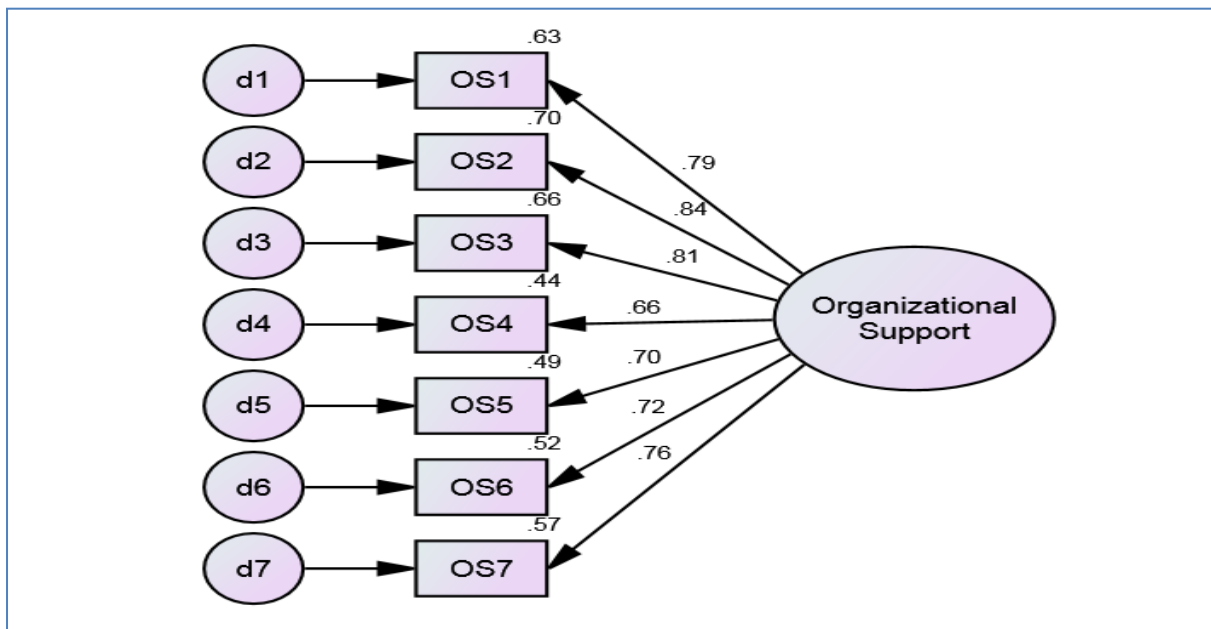 .63
d1 OS1
.70
.79
d2 OS2
.84
.66
d3 OS3
.81
.44
d4 OS4
.66
Organizational
Support
.49
d5 OS5
.70
.52
.72
d6 OS6
.76
.57
d7 OS7